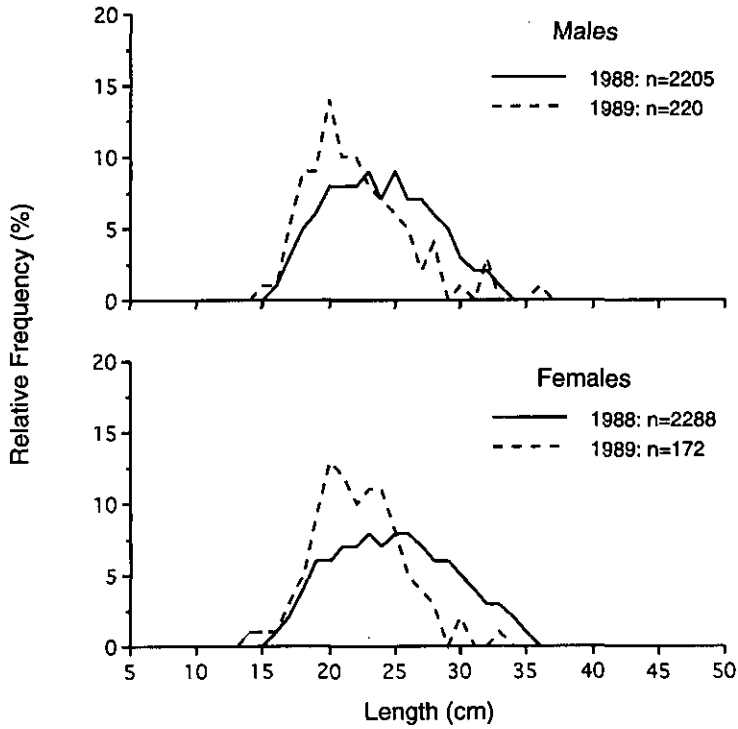 Relative Frequency (%)
Males
1988: n=2205
1989: n=220
20
15
10
5
0
Females
1988: n=2288
1989: n=172
20
15
10
5
0
5 10 15 20 25 30 35 40 45 50
Length (cm)